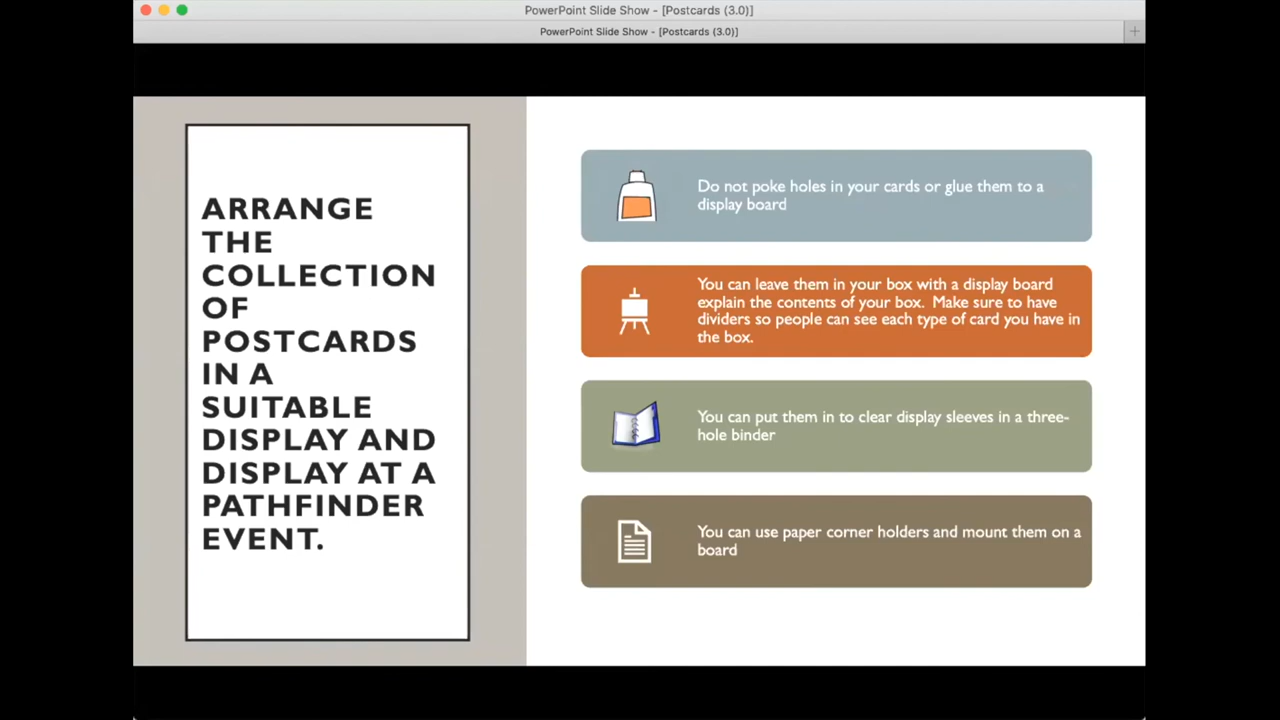 PowerPoint Slide Show - [Postcards (3.0)]
PowerPoint Slide Show - [Postcards (3.0)]
ARRANGE
THE
COLLECTION
OF
POSTCARDS
IN A
SUITABLE
DISPLAY AND
DISPLAY AT A
PATHFINDER
EVENT.
Do not poke holes in your cards or glue them to a
display board
You can leave them in your box with a display board
explain the contents of your box.  Make sure to have
dividers so people can see each type of card you have in
the box.
You can put them in to clear display sleeves in a three-
hole binder
You can use paper corner holders and mount them on a
board